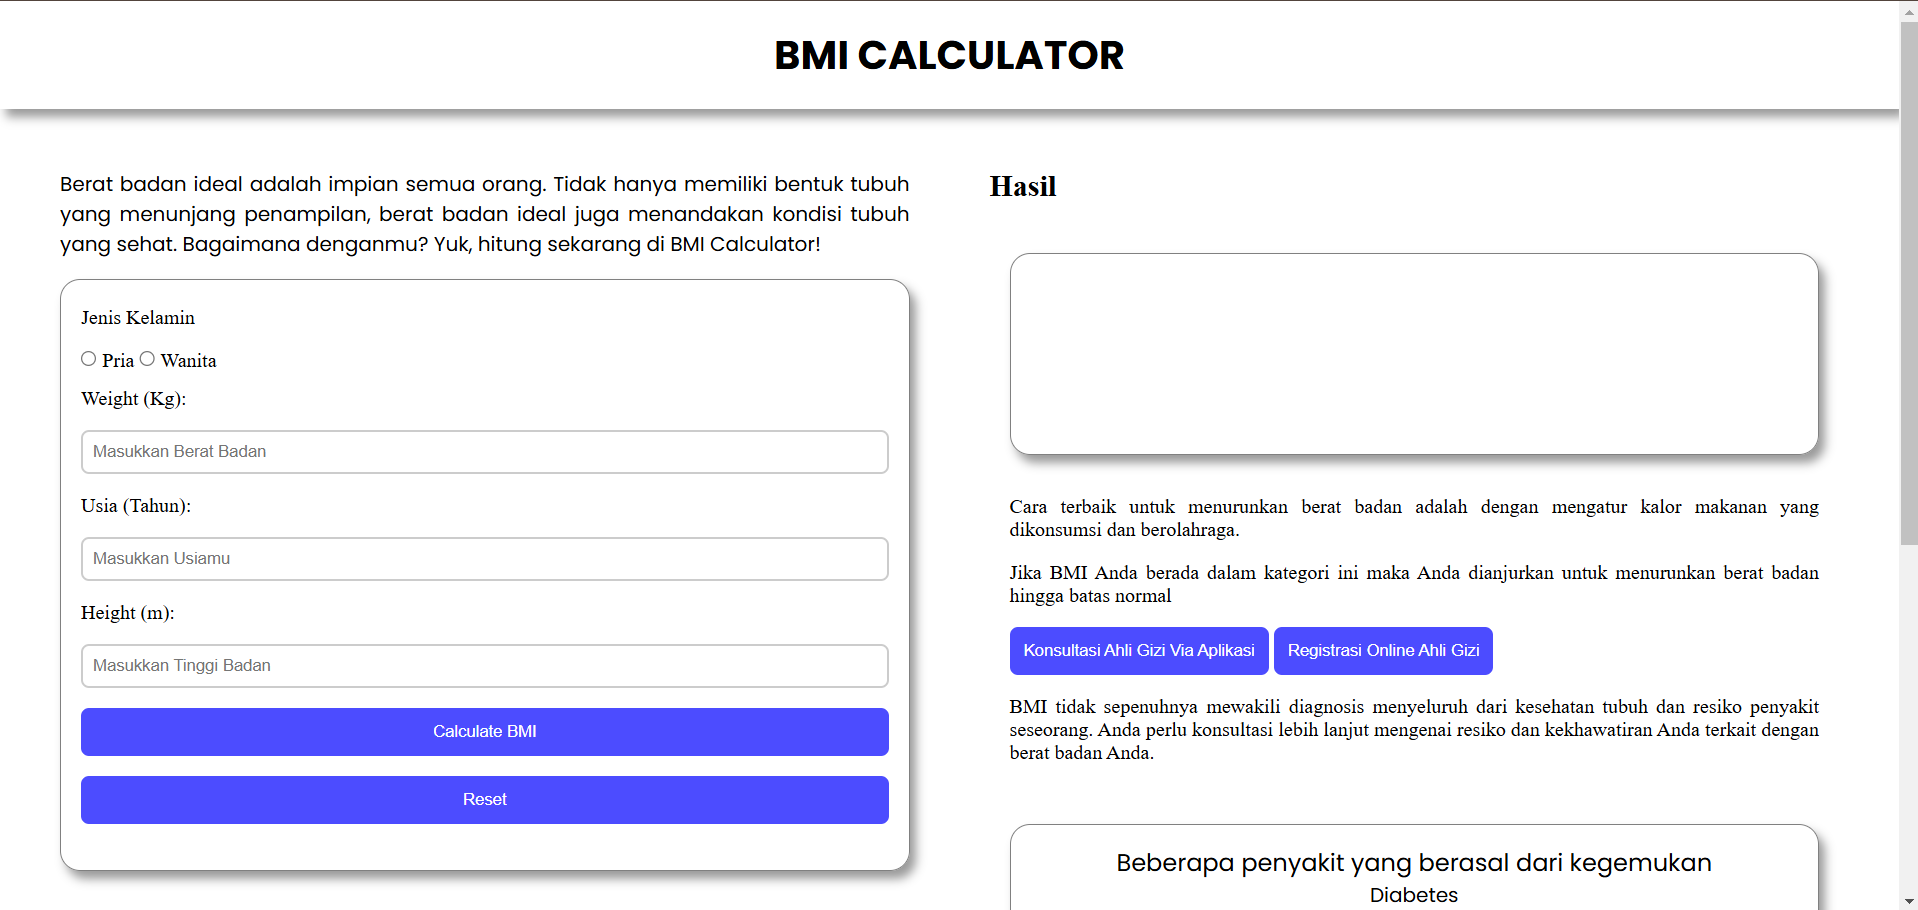 BMI CALCULATOR
Berat badan ideal adalah impian semua orang. Tidak hanya memiliki bentuk tubuh
yang menunjang penampilan, berat badan ideal juga menandakan kondisi tubuh
yang sehat. Bagaimana denganmu? Yuk, hitung sekarang di BMI Calculator!
Jenis Kelamin
Pria Wanita
Weight (Kg):
Masukkan Berat Badan
Usia (Tahun):
Masukkan Usiamu
Height (m):
Masukkan Tinggi Badan
Calculate BMI
Reset
Hasil
Cara terbaik untuk menurunkan berat badan adalah dengan mengatur kalor makanan yang
dikonsumsi dan berolahraga.
Jika BMI Anda berada dalam kategori ini maka Anda dianjurkan untuk menurunkan berat badan
hingga batas normal
Konsultasi Ahli Gizi Via Aplikasi Registrasi Online Ahli Gizi
BMI tidak sepenuhnya mewakili diagnosis menyeluruh dari kesehatan tubuh dan resiko penyakit
seseorang. Anda perlu konsultasi lebih lanjut mengenai resiko dan kekhawatiran Anda terkait dengan
berat badan Anda.
Beberapa penyakit yang berasal dari kegemukan
Diabetes